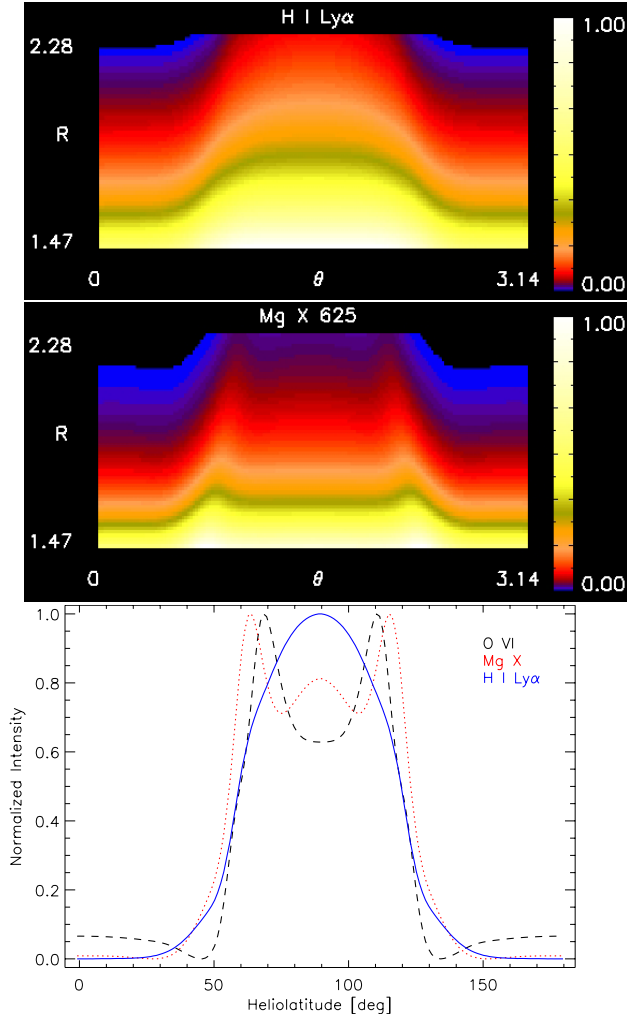 H I Lyα
2.28
R
1.47
0
θ
3.14
1.00
0.00
Mg X 625
2.28
R
1.47
0
θ
3.14
1.00
0.00
1.0
0.8
0.6
0.4
0.2
0.0
Normalized Intensity
O VI
Mg X
H I Lyα
0
50
100
150
Heliolatitude [deg]